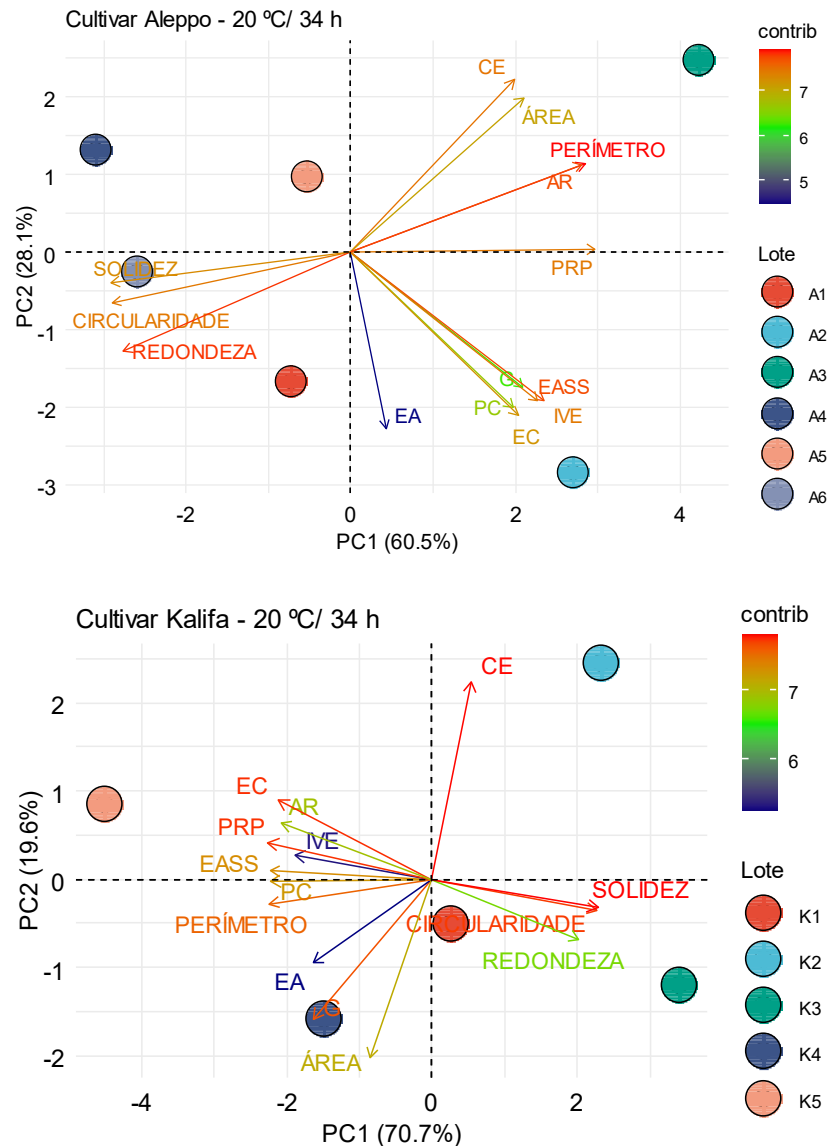 Cultivar Aleppo - 20 ºC/ 34 h
contrib
7
6
5
CE
ÁREA
PERÍMETRO
AR
PRP
SOLIDEZ
CIRCULARIDADE
REDONDEZA
G
EASS
PC
IVE
EA
EC
2
1
0
-1
-2
-3
PC2 (28.1%)
-2
0
2
4
PC1 (60.5%)
Lote
A1
A2
A3
A4
A5
A6
Cultivar Kalifa - 20 ºC/ 34 h
contrib
7
6
CE
EC
AR
PRP
IVE
EASS
PC
SOLIDEZ
PERÍMETRO
CIRCULARIDADE
REDONDEZA
EA
G
ÁREA
2
1
0
-1
-2
PC2 (19.6%)
-4
-2
0
2
PC1 (70.7%)
Lote
K1
K2
K3
K4
K5